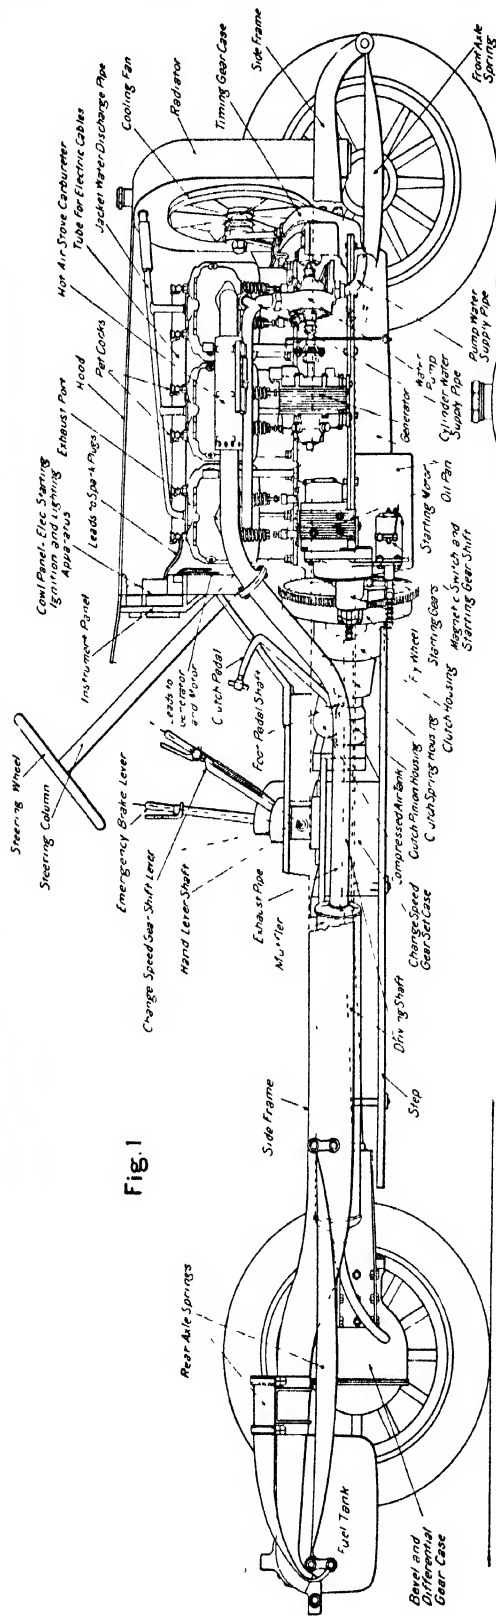 Fig. 1
Steering Wheel
Steering Column
Instrument Panel
Cowl Panel - Elec Starting
Ignition and Lighting
Apparatus
Leads to Spark Plugs
Exhaust Port
Hood
Pet Cocks
Hot Air Stove Carbureter
Tube For Electric Cables
Jacket Water Discharge Pipe
Cooling Fan
Radiator
Timing Gear Case
Side Frame
Front Axle
Spring
Emergency Brake Lever
Change Speed Gear Shift Lever
Hand Lever Shaft
Leads to
Generator
and Motor
Clutch Pedal
Foot Pedal Shaft
Exhaust Pipe
Muffler
Side Frame
Rear Axle Springs
Fuel Tank
Bevel and
Differential
Gear Case
Step
Driving Shaft
Change Speed
Gear Set Case
Compressed Air Tank
Clutch Pinion Housing
Clutch Spring Housing
Clutch Housing
Fly Wheel
Starting Gears
Magnetic Switch and
Starting Gear Shift
Starting Motor
Oil Pan
Generator
Water
Pump
Cylinder Water
Supply Pipe
Pump Water
Supply Pipe